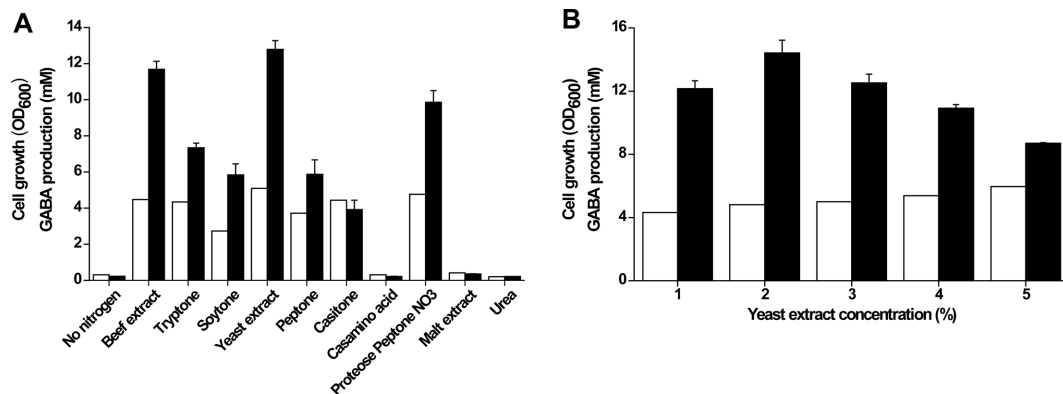 A
Cell growth (OD600)
GABA production (mM)
14
12
10
8
6
4
2
0
No nitrogen
Beef extract
Tryptone
Soytone
Yeast extract
Peptone
Casitone
Casamino acid
Proteose Peptone NO3
Malt extract
Urea
B
Cell growth (OD600)
GABA production (mM)
16
12
8
4
0
1 2 3 4 5
Yeast extract concentration (%)